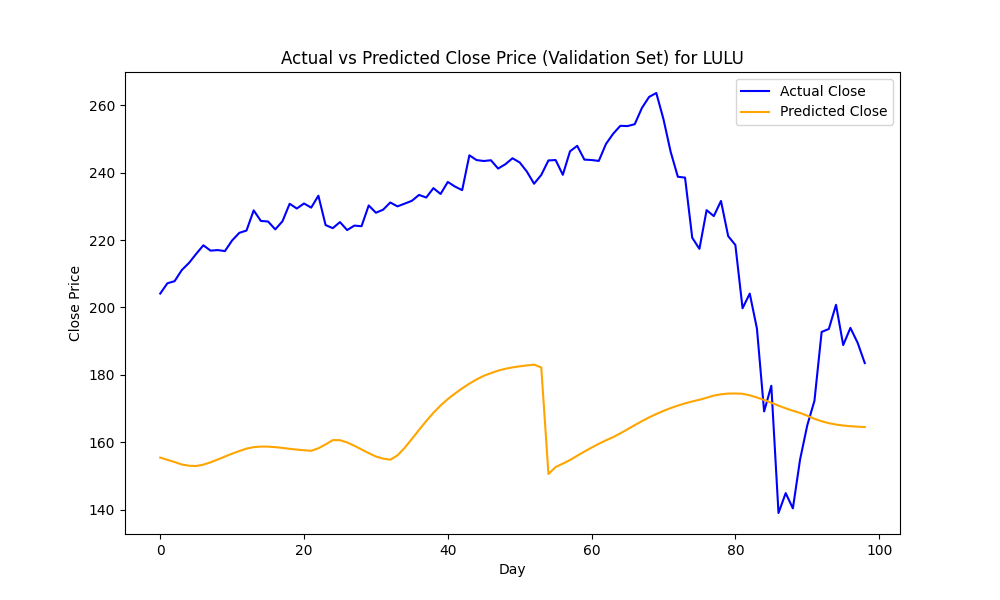 Actual vs Predicted Close Price (Validation Set) for LULU
Actual Close
Predicted Close
260
240
220
200
180
160
140
Close Price
0 20 40 60 80 100
Day